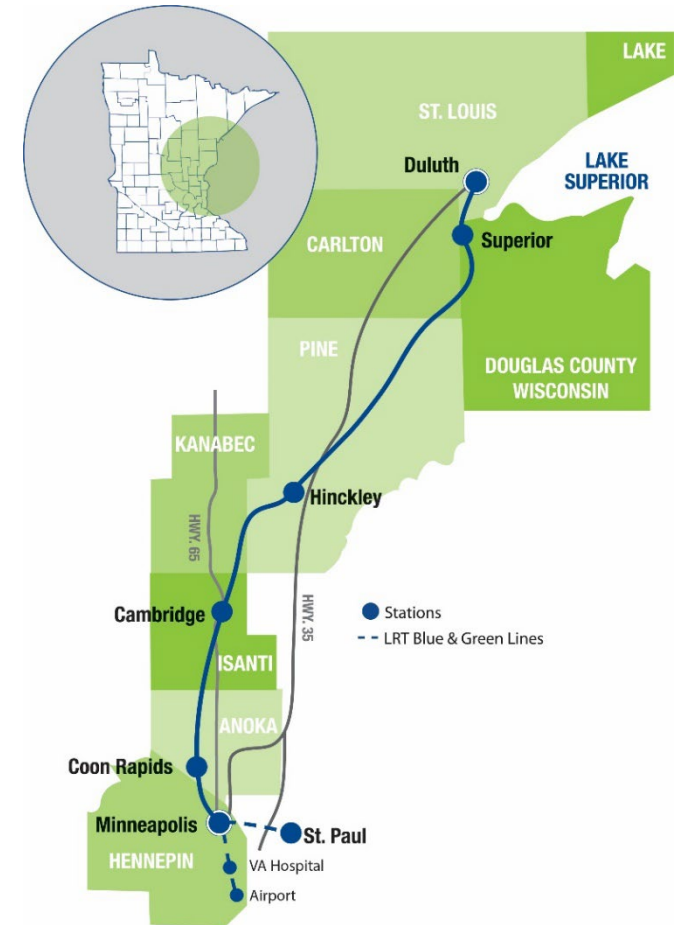 LAKE
ST. LOUIS
Duluth
LAKE
SUPERIOR
CARLTON
Superior
PINE
DOUGLAS COUNTY
WISCONSIN
KANABEC
Hinckley
HWY. 65
HWY. 35
Cambridge
Stations
LRT Blue & Green Lines
ISANTI
ANOKA
Coon Rapids
Minneapolis
St. Paul
HENNEPIN
VA Hospital
Airport